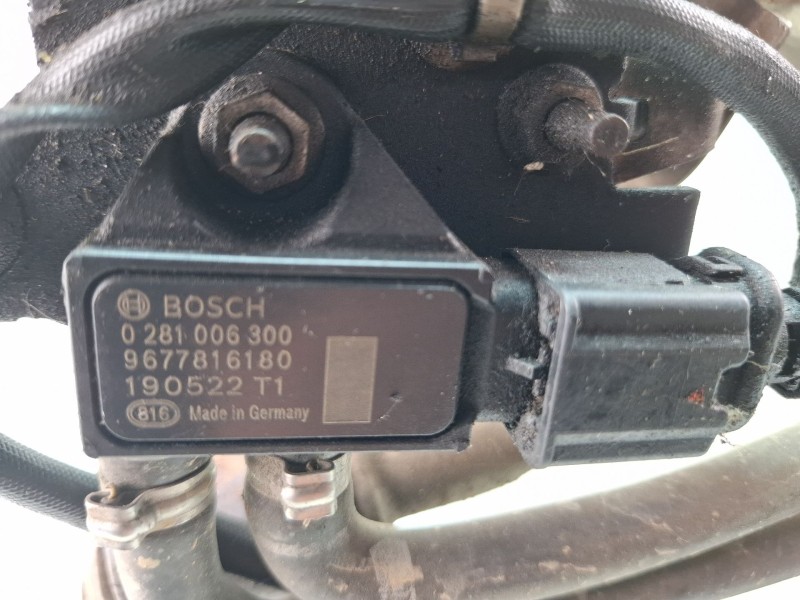 BOSCH
0 281 006 300
9677816180
190522 T1
816 Made in Germany